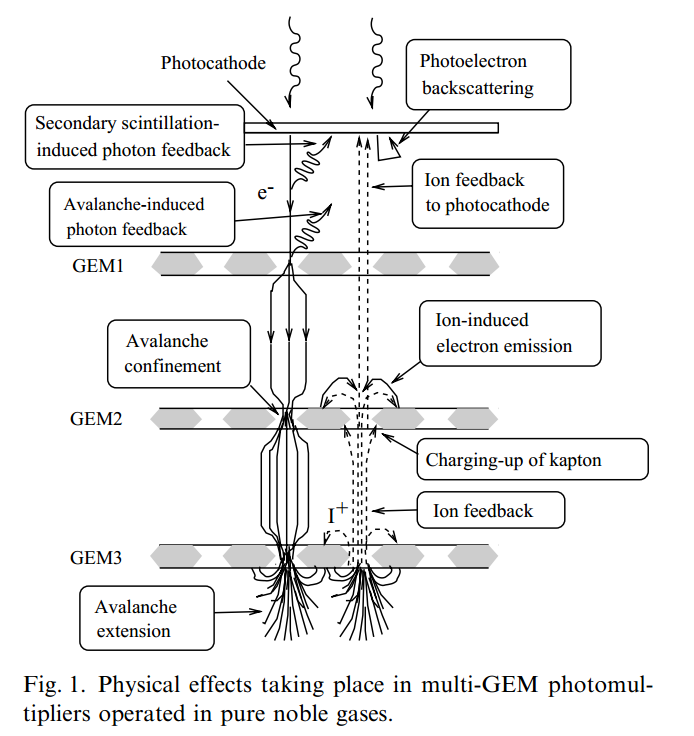 Photocathode
Photoelectron
backscattering
Secondary scintillation-
induced photon feedback
Ion feedback
to photocathode
e-
Avalanche-induced
photon feedback
GEM1
Avalanche
confinement
Ion-induced
electron emission
GEM2
Charging-up of kapton
I+
Ion feedback
GEM3
Avalanche
extension
Fig. 1. Physical effects taking place in multi-GEM photomul-
tipliers operated in pure noble gases.